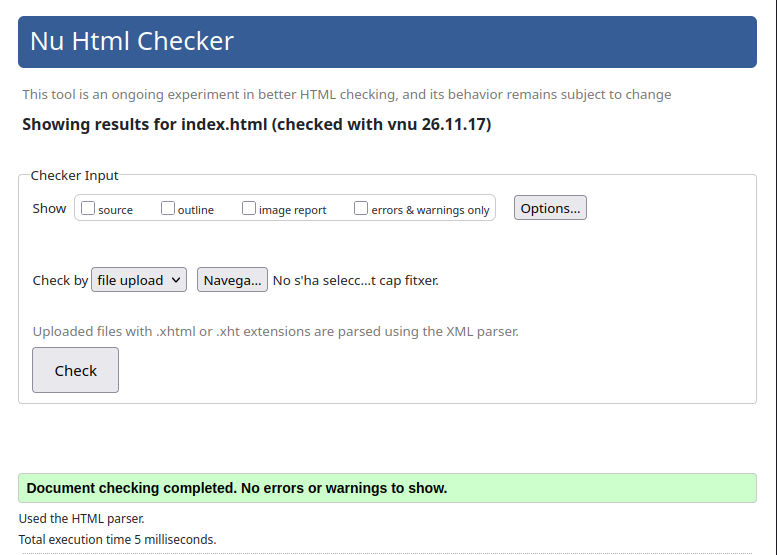 Nu Html Checker
This tool is an ongoing experiment in better HTML checking, and its behavior remains subject to change
Showing results for index.html (checked with vnu 26.11.17)
Checker Input
Show source outline image report errors & warnings only Options...
Check by file upload Navega... No s'ha selecc...t cap fitxer.
Uploaded files with .xhtml or .xht extensions are parsed using the XML parser.
Check
Document checking completed. No errors or warnings to show.
Used the HTML parser.
Total execution time 5 milliseconds.